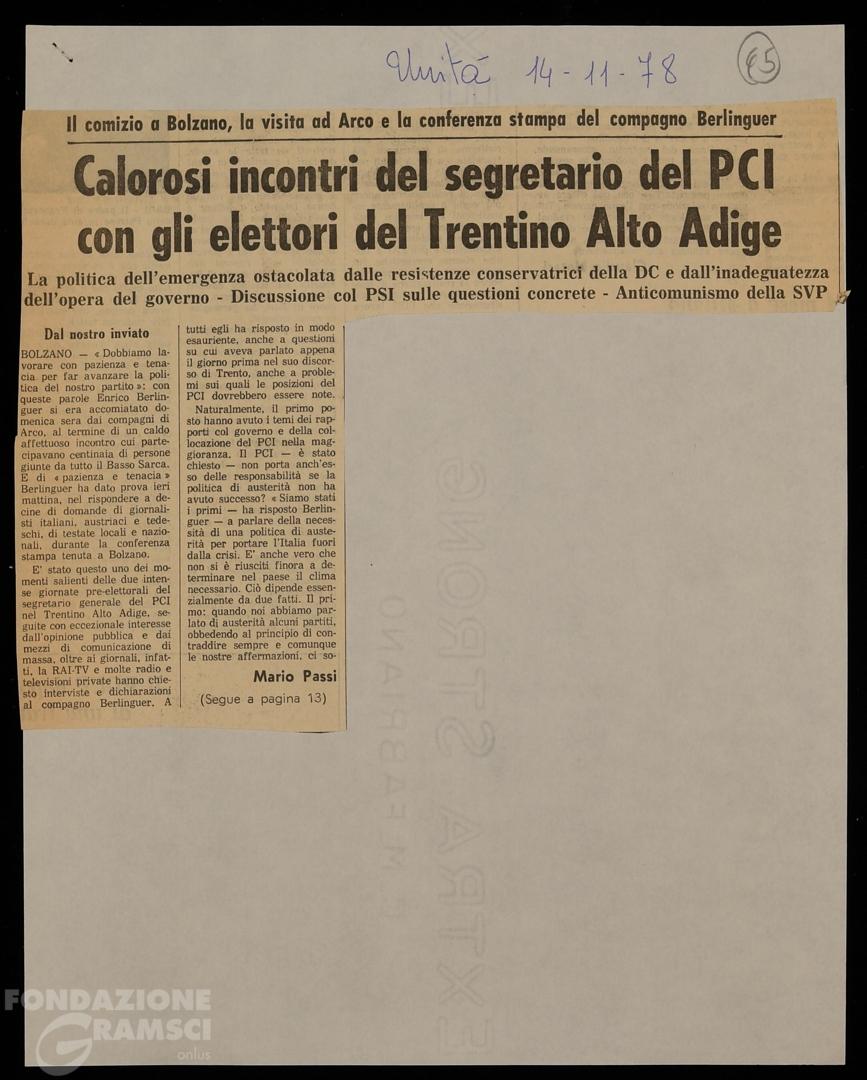 Unità 14-11-78 65
Il comizio a Bolzano, la visita ad Arco e la conferenza stampa del compagno Berlinguer
Calorosi incontri del segretario del PCI
con gli elettori del Trentino Alto Adige
La politica dell'emergenza ostacolata dalle resistenze conservatrici della DC e dall'inadeguatezza
dell'opera del governo - Discussione col PSI sulle questioni concrete - Anticomunismo della SVP
Dal nostro inviato
BOLZANO — « Dobbiamo la-
vorare con pazienza e tena-
cia per far avanzare la poli-
tica del nostro partito »: con
queste parole Enrico Berlin-
guer si era accomiatato do-
menica sera dai compagni di
Arco, al termine di un caldo
affettuoso incontro cui parte-
cipavano centinaia di persone
giunte da tutto il Basso Sarca.
E di « pazienza e tenacia »
Berlinguer ha dato prova ieri
mattina, nel rispondere a de-
cine di domande di giornali-
sti italiani, austriaci e tede-
schi, di testate locali e nazio-
nali, durante la conferenza
stampa tenuta a Bolzano.
E' stato questo uno dei mo-
menti salienti delle due inten-
se giornate pre-elettorali del
segretario generale del PCI
nel Trentino Alto Adige, se-
guite con eccezionale interesse
dall'opinione pubblica e dai
mezzi di comunicazione di
massa, oltre ai giornali, infat-
ti, la RAI-TV e molte radio e
televisioni private hanno chie-
sto interviste e dichiarazioni
al compagno Berlinguer. A
tutti egli ha risposto in modo
esauriente, anche a questioni
su cui aveva parlato appena
il giorno prima nel suo discor-
so di Trento, anche a proble-
mi sui quali le posizioni del
PCI dovrebbero essere note.
Naturalmente, il primo po-
sto hanno avuto i temi dei rap-
porti col governo e della col-
locazione del PCI nella mag-
gioranza. Il PCI — è stato
chiesto — non porta anch'es-
so delle responsabilità se la
politica di austerità non ha
avuto successo? « Siamo stati
i primi — ha risposto Berlin-
guer — a parlare della neces-
sità di una politica di auste-
rità per portare l'Italia fuori
dalla crisi. E' anche vero che
non si è riusciti finora a de-
terminare nel paese il clima
necessario. Ciò dipende essen-
zialmente da due fatti. Il pri-
mo: quando noi abbiamo par-
lato di austerità alcuni partiti,
obbedendo al principio di con-
traddire sempre e comunque
le nostre affermazioni, ci so-
Mario Passi
(Segue a pagina 13)
EXTRA STRONG
M. FABRIANO
FONDAZIONE
GRAMSCI
onlus